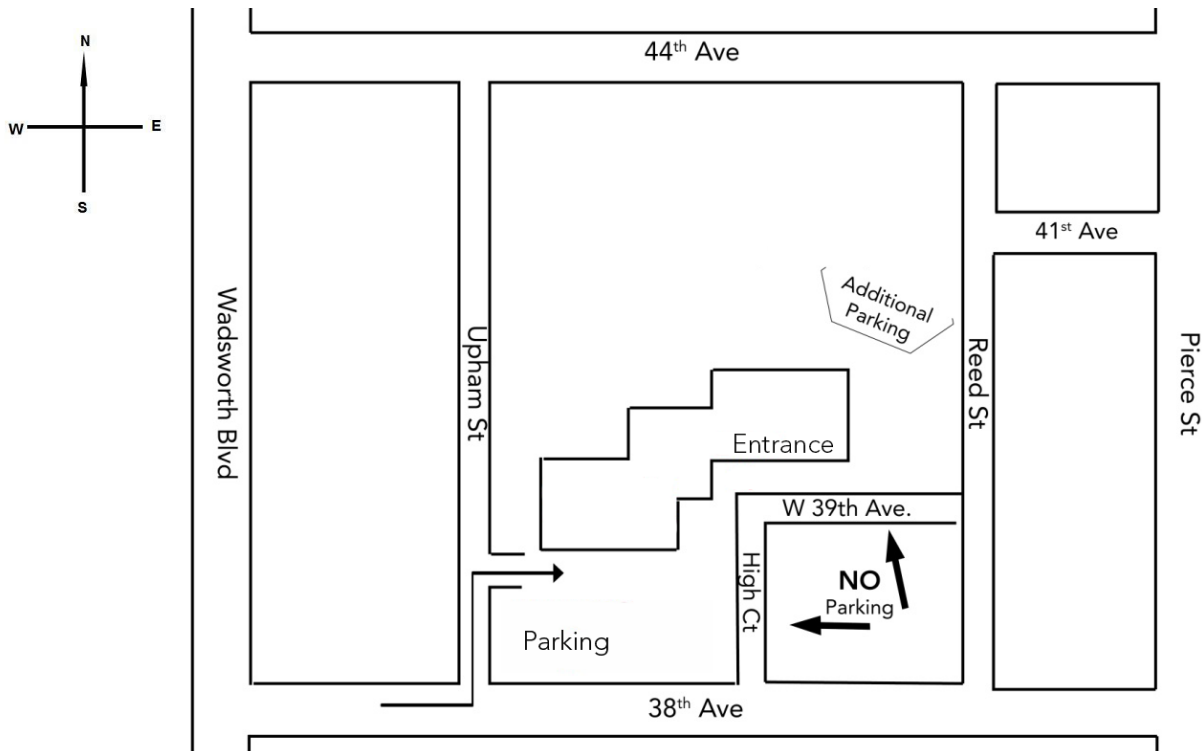 N
44th Ave
W
E
S
41st Ave
Additional
Parking
Wadsworth Blvd
Upham St
Reed St
Pierce St
Entrance
W 39th Ave.
High Ct
NO
Parking
Parking
38th Ave